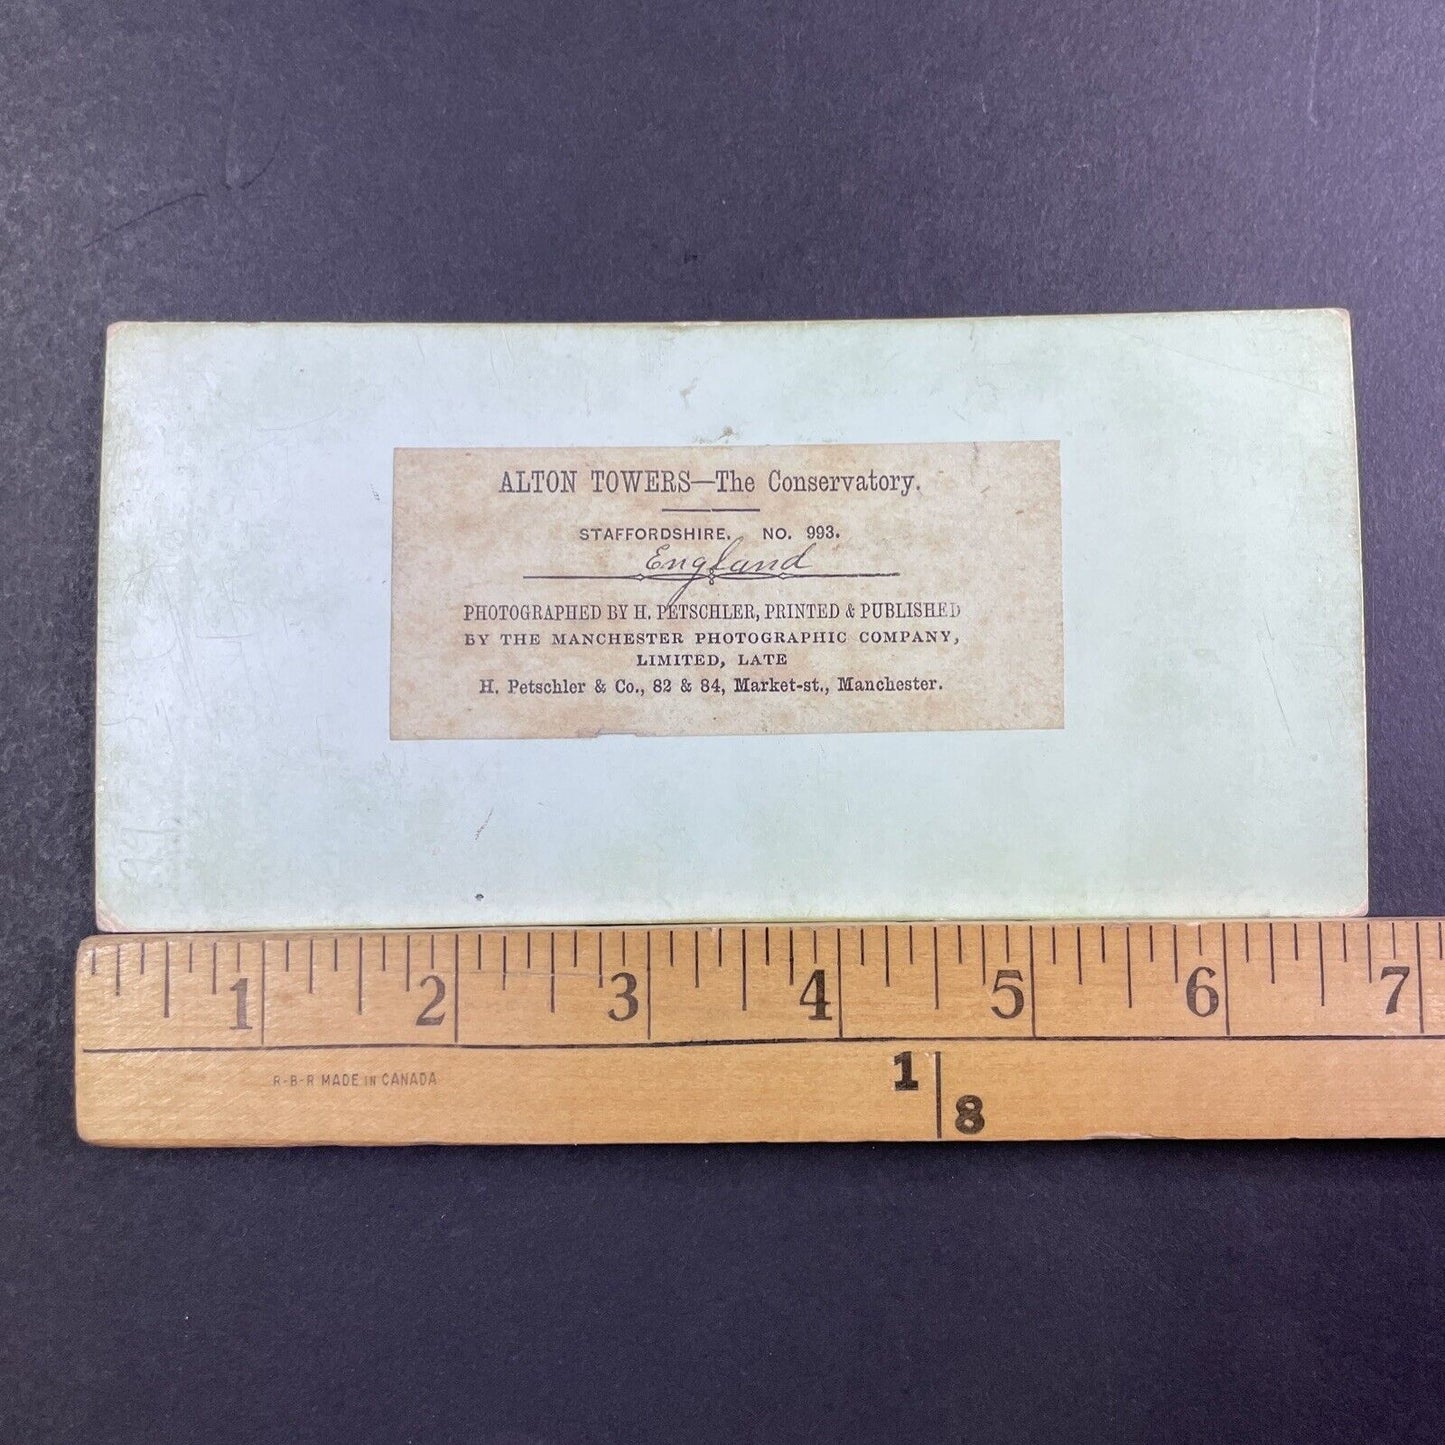 ALTON TOWERS—The Conservatory.
STAFFORDSHIRE. NO. 993.
England
PHOTOGRAPHED BY H. PETSCHLER, PRINTED & PUBLISHED
BY THE MANCHESTER PHOTOGRAPHIC COMPANY,
LIMITED, LATE
H. Petschler & Co., 82 & 84, Market-st., Manchester.
1 2 3 4 5 6 7
R-B-R MADE IN CANADA
1
8